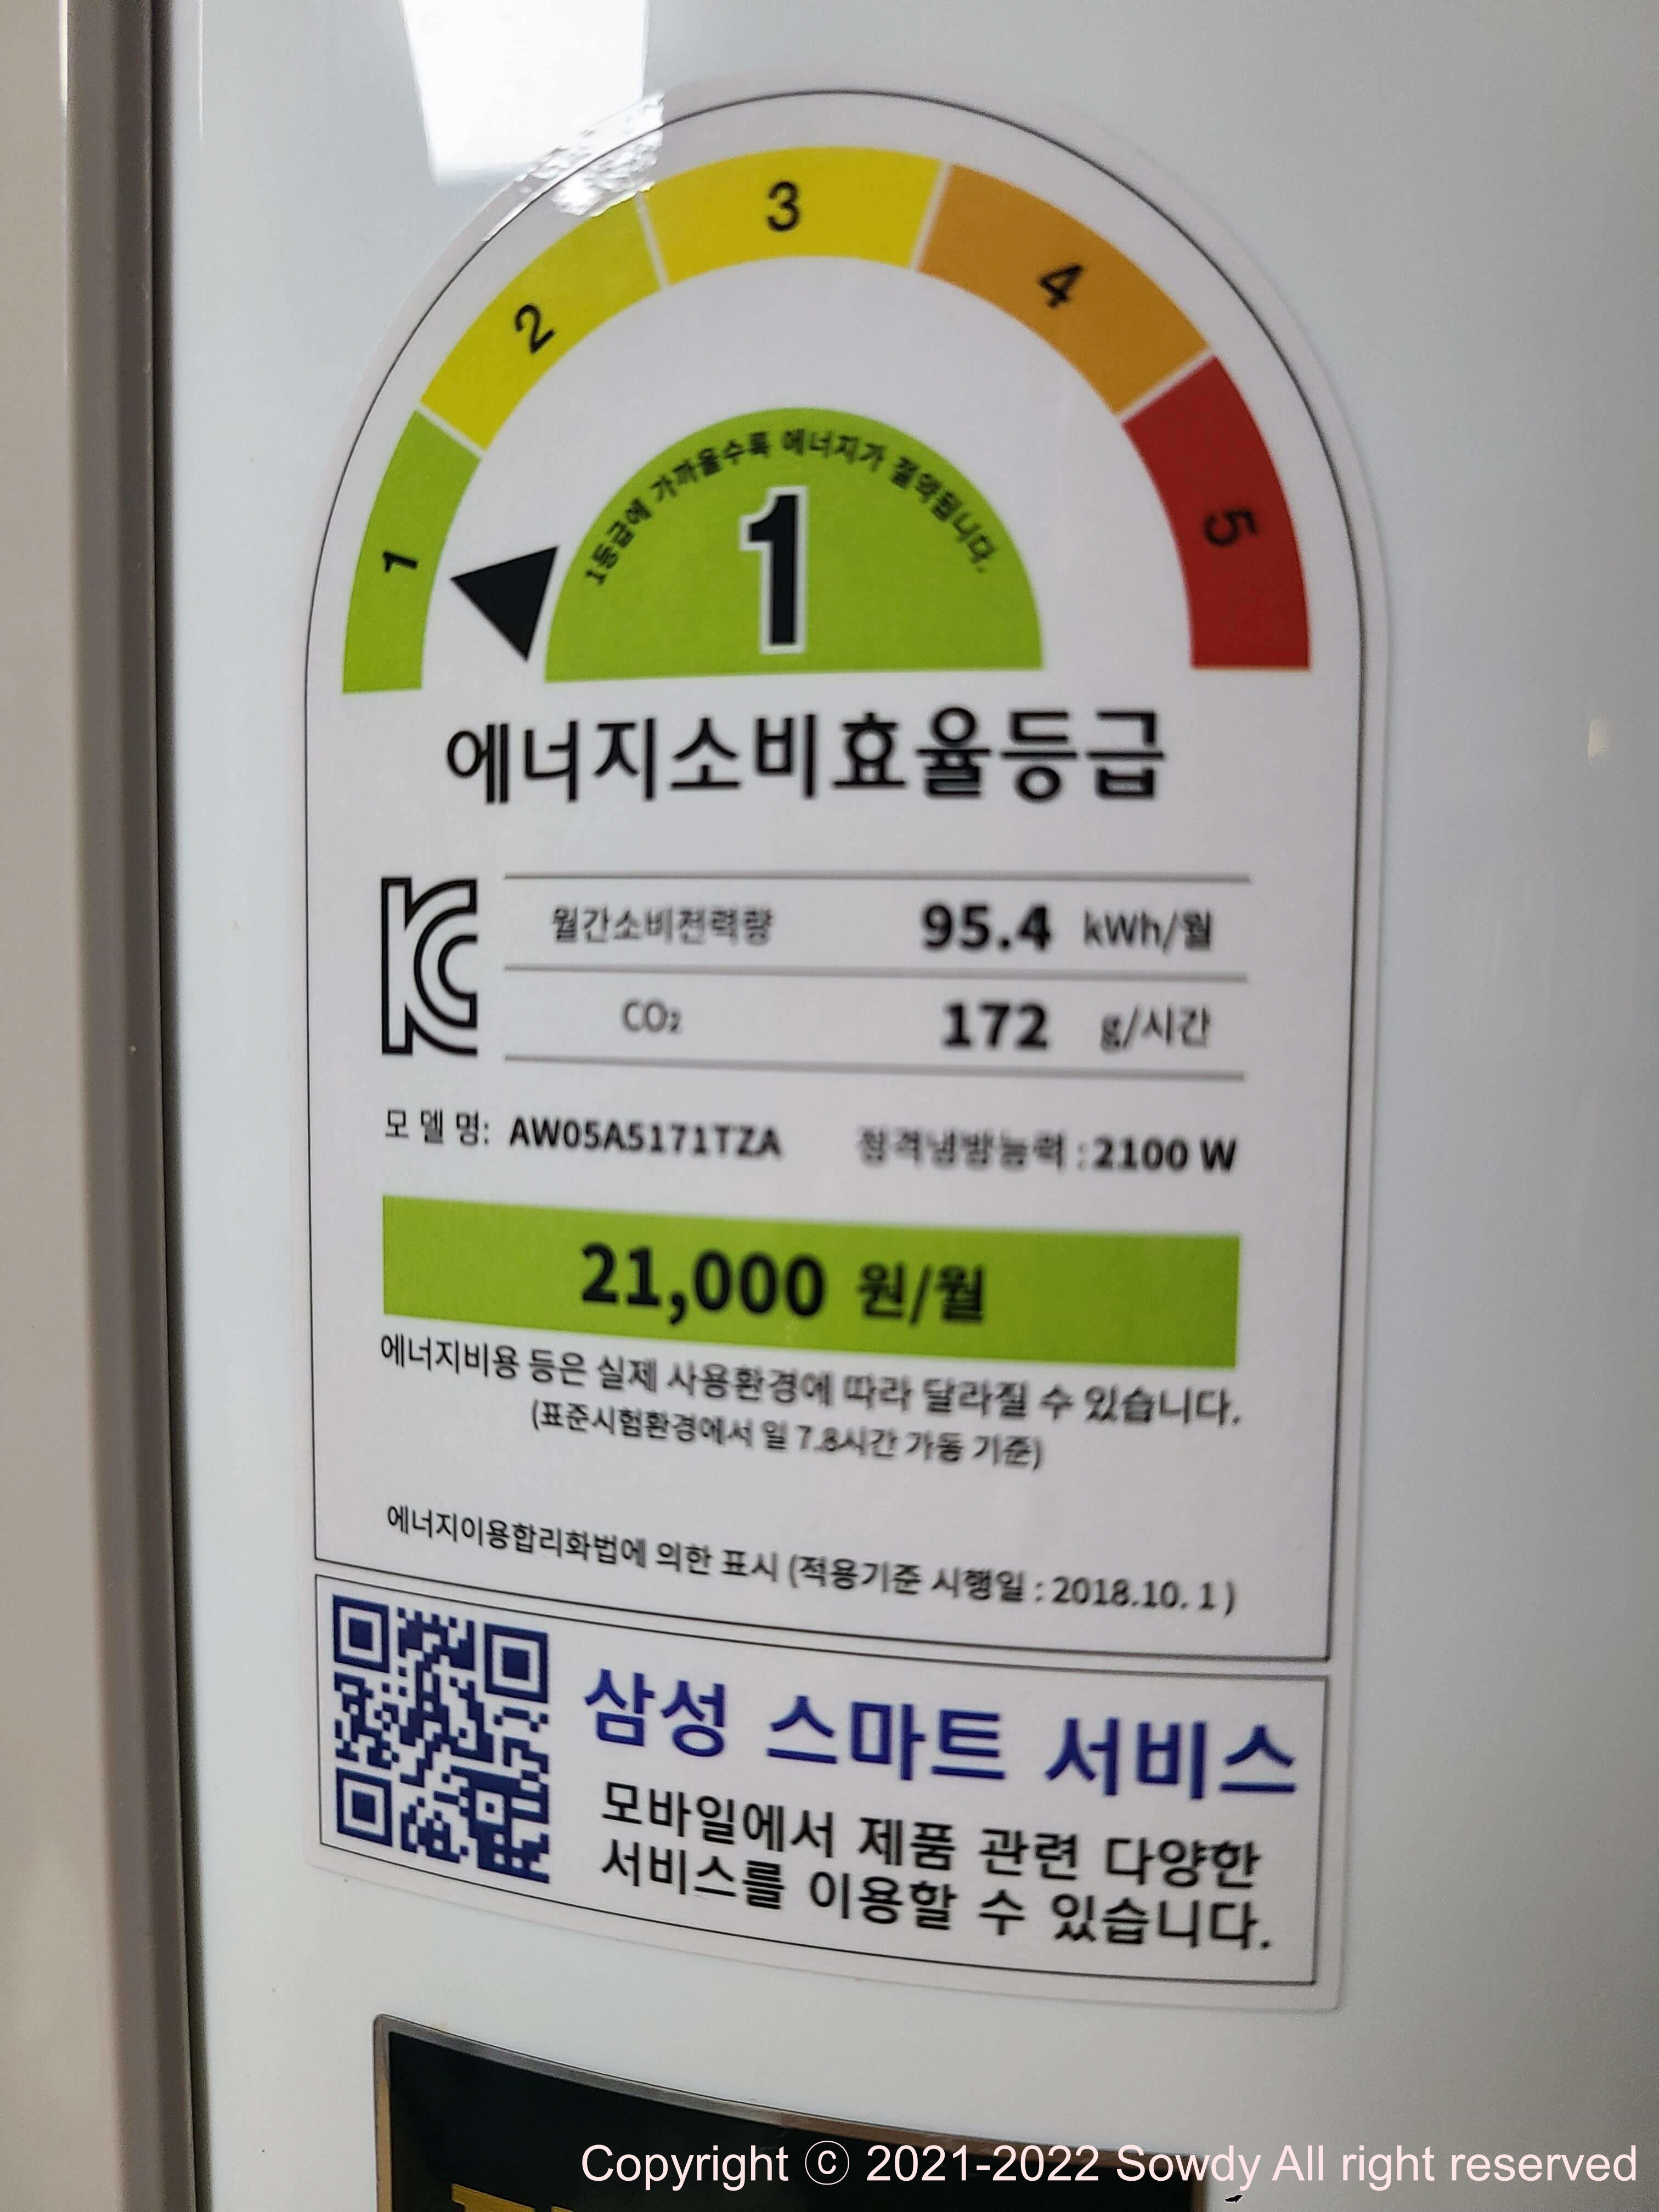 1
2
3
4
5
1등급에 가까울수록 에너지가 절약됩니다.
1
에너지소비효율등급
월간소비전력량 95.4 kWh/월
CO₂ 172 g/시간
모 델 명: AW05A5171TZA 정격냉방능력 : 2100 W
21,000 원/월
에너지비용 등은 실제 사용환경에 따라 달라질 수 있습니다.
(표준시험환경에서 일 7.8시간 가동 기준)
에너지이용합리화법에 의한 표시 (적용기준 시행일 : 2018.10. 1 )
삼성 스마트 서비스
모바일에서 제품 관련 다양한
서비스를 이용할 수 있습니다.
Copyright ⓒ 2021-2022 Sowdy All right reserved